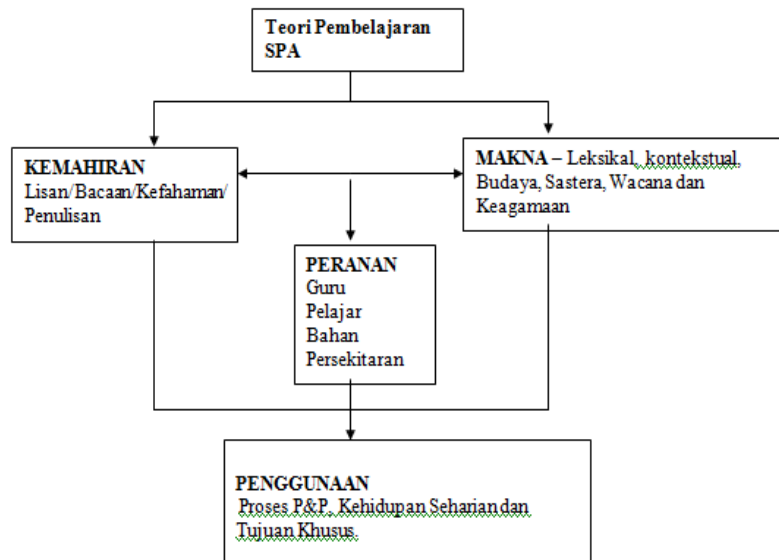 Teori Pembelajaran
SPA
KEMAHIRAN
Lisan/Bacaan/Kefahaman/
Penulisan
MAKNA – Leksikal, kontekstual,
Budaya, Sastera, Wacana dan
Keagamaan
PERANAN
Guru
Pelajar
Bahan
Persekitaran
PENGGUNAAN
Proses P&P, Kehidupan Seharian dan
Tujuan Khusus.